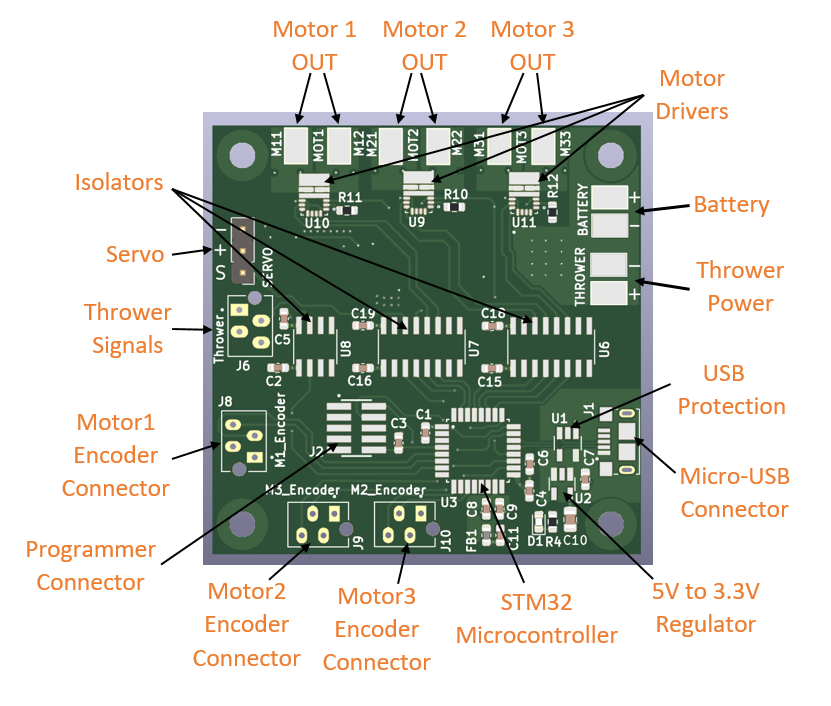 Motor 1
OUT
Motor 2
OUT
Motor 3
OUT
Motor
Drivers
M11
MOT1
M12
M21
MOT2
M22
M31
MOT3
M33
Isolators
R11
R10
R12
U10
U9
U11
BATTERY
+
-
Battery
Servo
-
+
S
SERVO
THROWER
-
+
Thrower
Power
Thrower
Signals
Thrower
J6
C5
C19
C18
U8
U7
U6
C2
C16
C15
USB
Protection
Motor1
Encoder
Connector
J8
M1_Encoder
J2
C3
C1
U1
J1
C6
C7
Micro-USB
Connector
M3_Encoder
M2_Encoder
U3
C8
C9
C4
U2
J9
J10
FB1
C11
D1
R4
C10
Programmer
Connector
Motor2
Encoder
Connector
Motor3
Encoder
Connector
STM32
Microcontroller
5V to 3.3V
Regulator